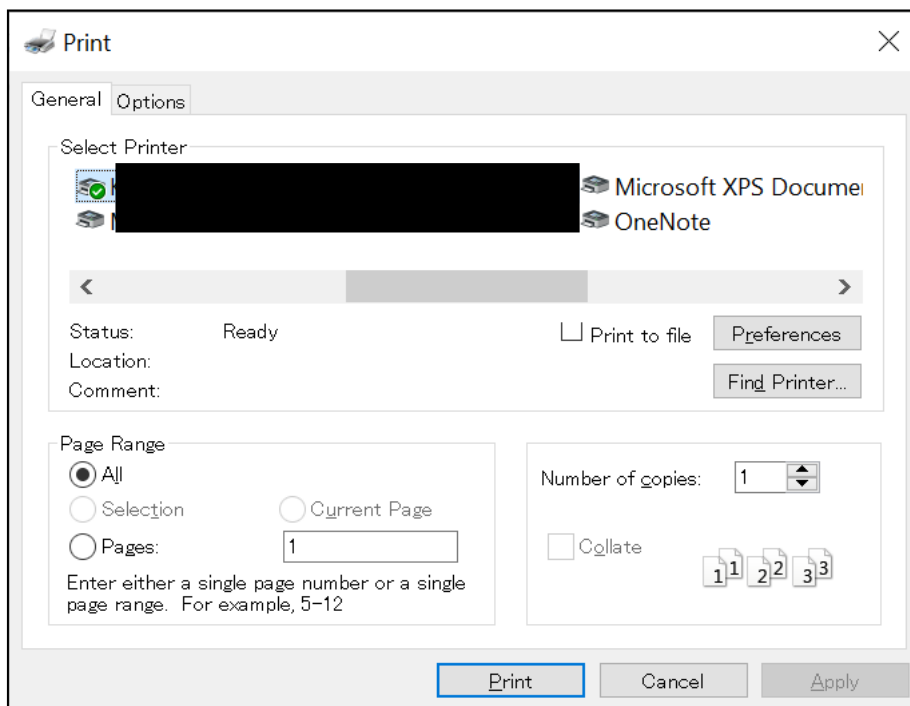 Print
General Options
Select Printer
Microsoft XPS Docume
OneNote
Status: Ready
Print to file
Preferences
Location:
Comment:
Find Printer...
Page Range
All
Selection
Current Page
Pages: 1
Enter either a single page number or a single
page range. For example, 5-12
Number of copies: 1
Collate
1 1 2 2 3 3
Print Cancel Apply